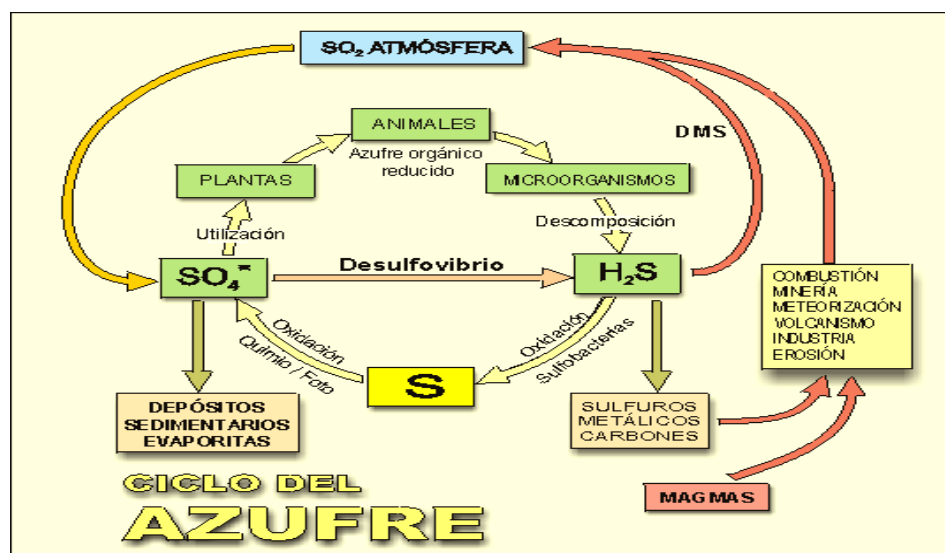 SO₂ ATMÓSFERA
DMS
ANIMALES
Azufre orgánico
reducido
PLANTAS
MICROORGANISMOS
Utilización
Descomposición
SO₄⁼
Desulfovibrio
H₂S
COMBUSTIÓN
MINERÍA
METEORIZACIÓN
VOLCANISMO
INDUSTRIA
EROSIÓN
Oxidación
Quimio / Foto
Oxidación
Sulfobacterias
S
DEPÓSITOS
SEDIMENTARIOS
EVAPORITAS
SULFUROS
METÁLICOS
CARBONES
CICLO DEL
AZUFRE
MAGMAS